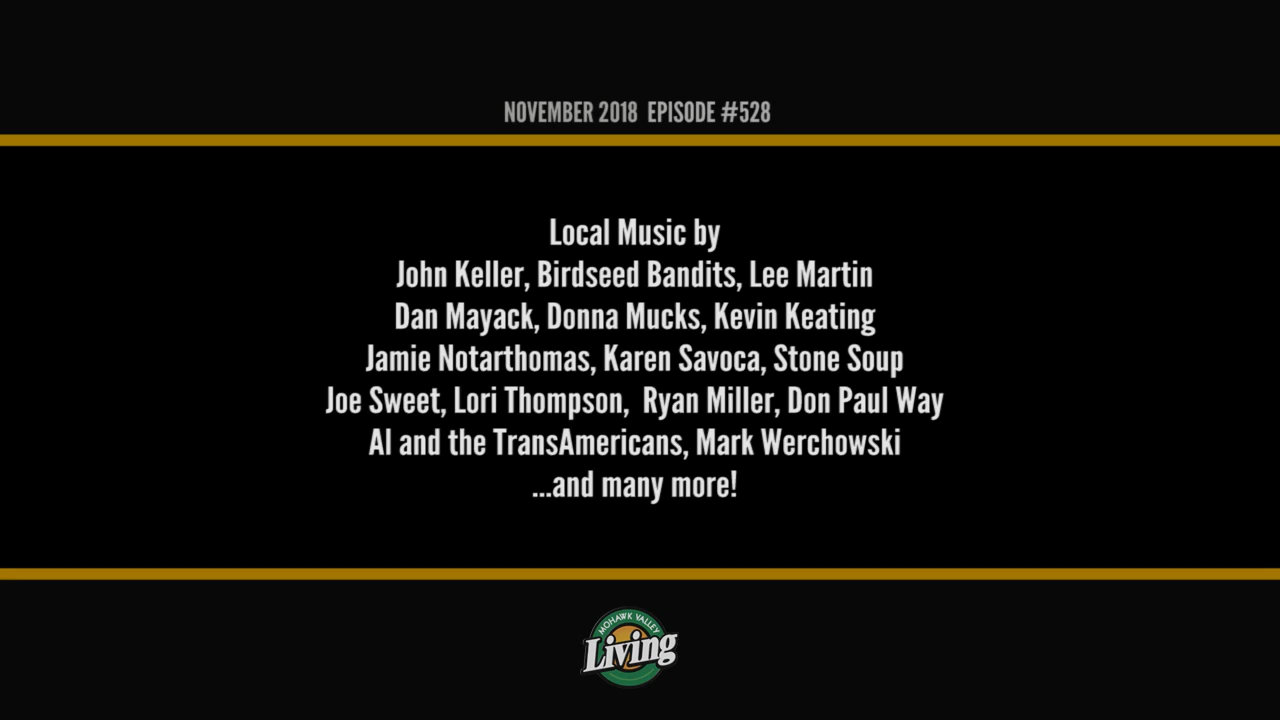 NOVEMBER 2018 EPISODE #528
Local Music by
John Keller, Birdseed Bandits, Lee Martin
Dan Mayack, Donna Mucks, Kevin Keating
Jamie Notarthomas, Karen Savoca, Stone Soup
Joe Sweet, Lori Thompson, Ryan Miller, Don Paul Way
Al and the TransAmericans, Mark Werchowski
...and many more!
MOHAWK VALLEY
Living